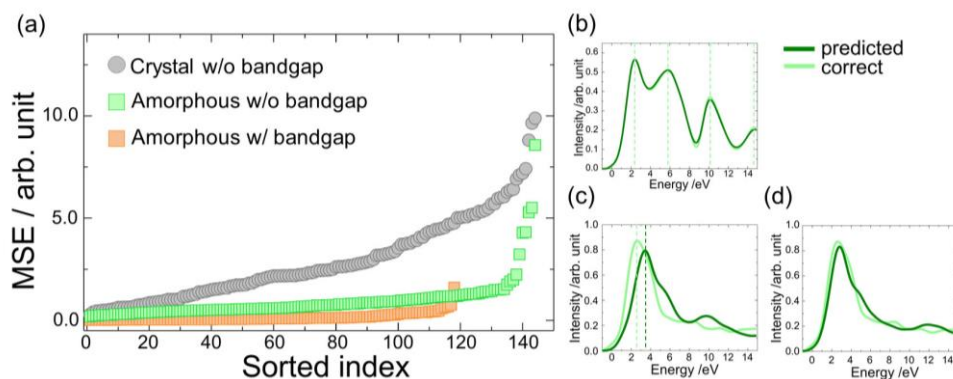 (a)
MSE / arb. unit
10.0
5.0
0.0
Crystal w/o bandgap
Amorphous w/o bandgap
Amorphous w/ bandgap
0 20 40 60 80 100 120 140
Sorted index
(b)
Intensity /arb. unit
0.6
0.5
0.4
0.3
0.2
0.1
0.0
0 2 4 6 8 10 12 14
Energy /eV
predicted
correct
(c)
Intensity /arb. unit
1.0
0.8
0.6
0.4
0.2
0.0
0 2 4 6 8 10 12 14
Energy /eV
(d)
Intensity /arb. unit
1.0
0.8
0.6
0.4
0.2
0.0
0 2 4 6 8 10 12 14
Energy /eV